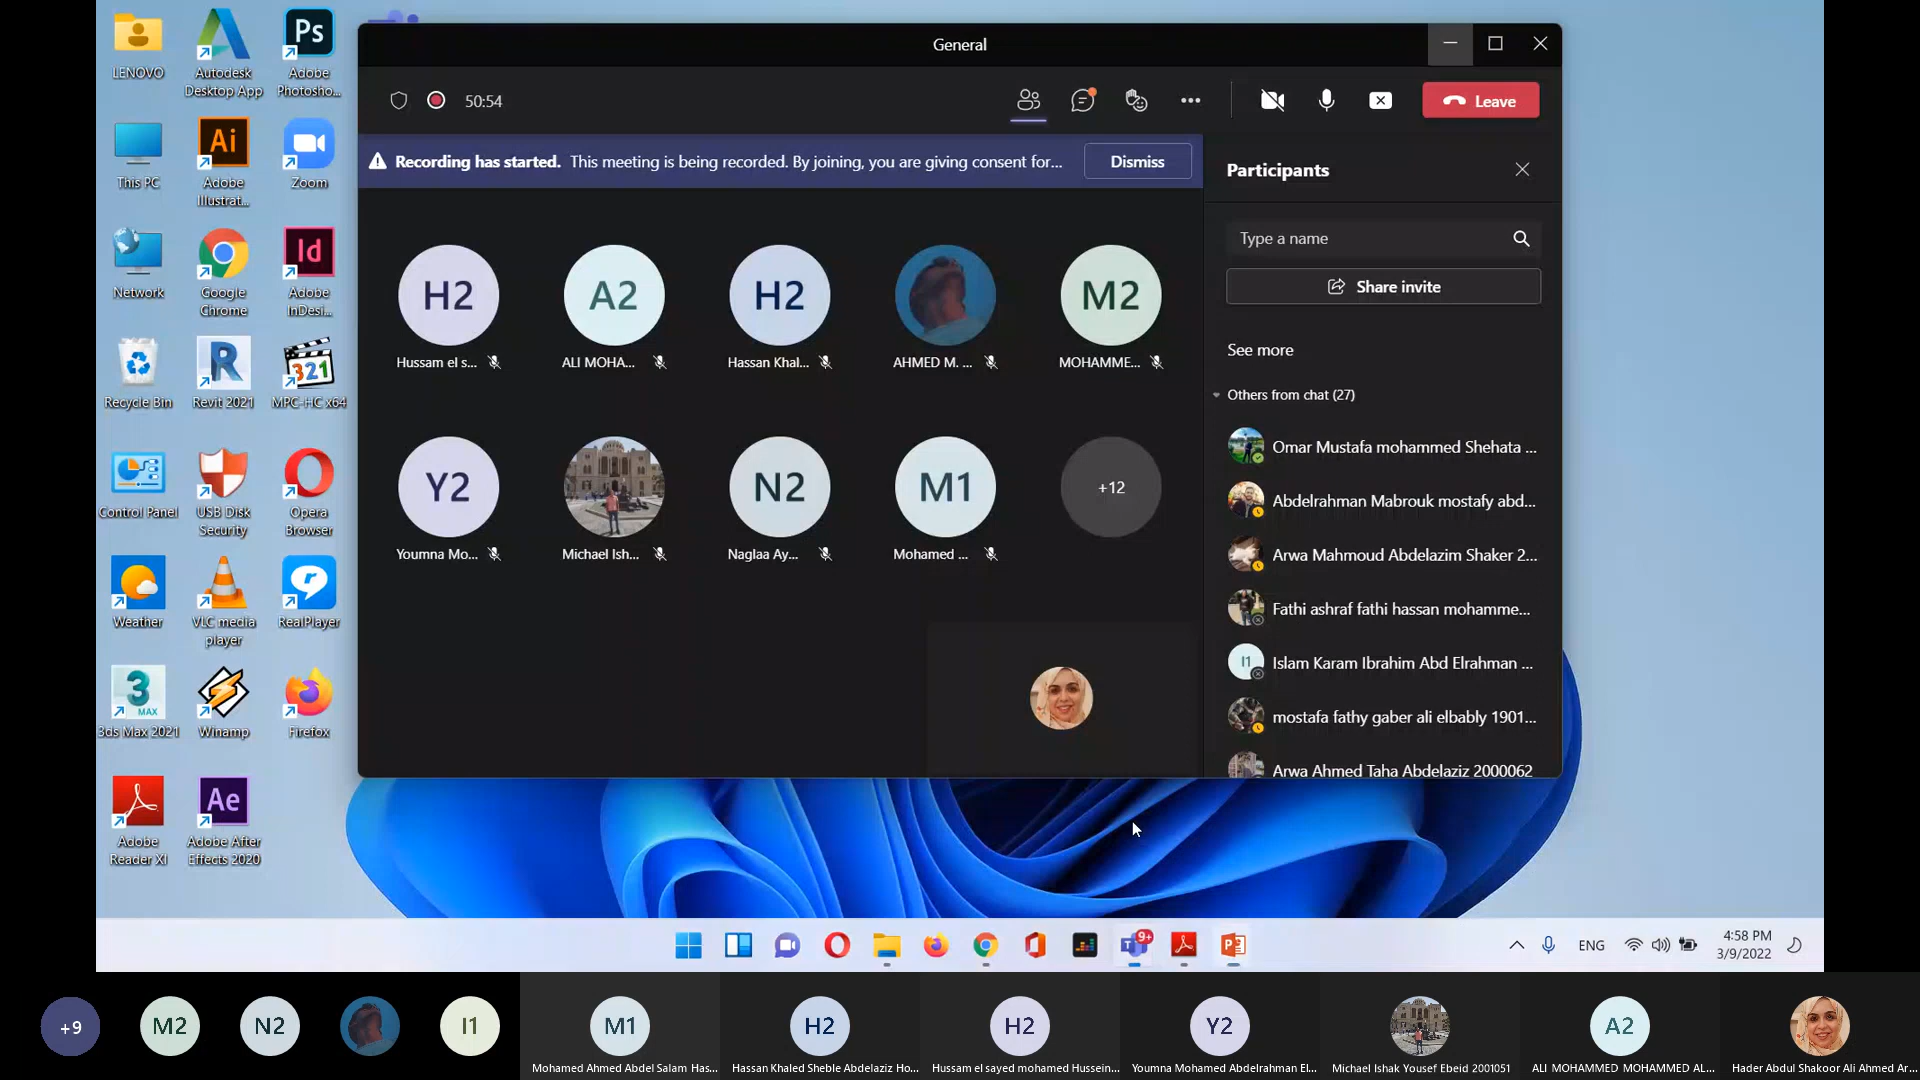 General
50:54
Leave
Recording has started. This meeting is being recorded. By joining, you are giving consent for...
Dismiss
Participants
Type a name
Share invite
See more
Others from chat (27)
Omar Mustafa mohammed Shehata ...
Abdelrahman Mabrouk mostafy abd...
Arwa Mahmoud Abdelazim Shaker 2...
Fathi ashraf fathi hassan mohamme...
I1
Islam Karam Ibrahim Abd Elrahman ...
mostafa fathy gaber ali elbably 1901...
Arwa Ahmed Taha Abdelaziz 2000062
H2
A2
H2
M2
Hussam el s...
ALI MOHA...
Hassan Khal...
AHMED M. ...
MOHAMME...
Y2
N2
M1
+12
Youmna Mo...
Michael Ish...
Naglaa Ay...
Mohamed ...
LENOVO
Autodesk
Desktop App
Ps
Adobe
Photosho...
This PC
Ai
Adobe
Illustrat...
Zoom
Network
Google
Chrome
Id
Adobe
InDesi...
Recycle Bin
R
Revit 2021
321
MPC-HC x64
Control Panel
USB Disk
Security
Opera
Browser
Weather
VLC media
player
r
RealPlayer
3
MAX
3ds Max 2021
Winamp
Firefox
Adobe
Reader XI
Ae
Adobe After
Effects 2020
9+
ENG
4:58 PM
3/9/2022
+9
M2
N2
I1
M1
H2
H2
Y2
A2
Mohamed Ahmed Abdel Salam Has...
Hassan Khaled Sheble Abdelaziz Ho...
Hussam el sayed mohamed Hussein...
Youmna Mohamed Abdelrahman El...
Michael Ishak Yousef Ebeid 2001051
ALI MOHAMMED MOHAMMED AL...
Hader Abdul Shakoor Ali Ahmed Ar...